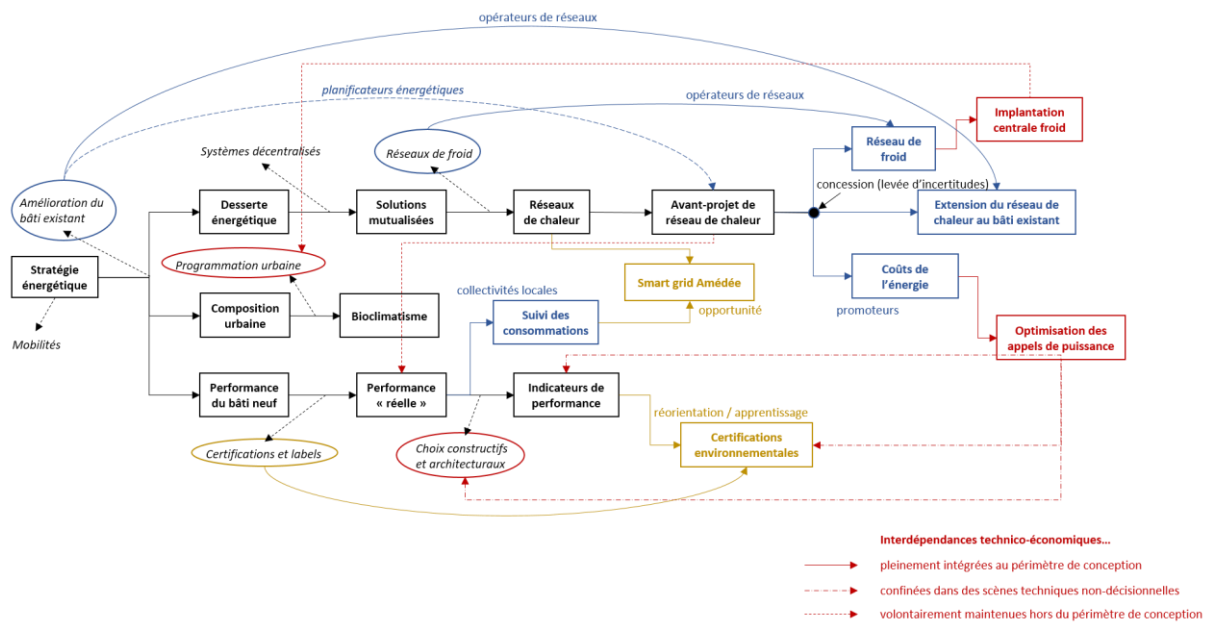 opérateurs de réseaux
planificateurs énergétiques
opérateurs de réseaux
Implantation
centrale froid
Systèmes décentralisés
Réseaux de froid
Réseau de
froid
concession (levée d'incertitudes)
Amélioration du
bâti existant
Desserte
énergétique
Solutions
mutualisées
Réseaux
de chaleur
Avant-projet de
réseau de chaleur
Extension du réseau de
chaleur au bâti existant
Stratégie
énergétique
Programmation urbaine
Smart grid Amédée
Coûts de
l'énergie
collectivités locales
opportunité
promoteurs
Mobilités
Composition
urbaine
Bioclimatisme
Suivi des
consommations
Optimisation des
appels de puissance
Performance
du bâti neuf
Performance
« réelle »
Indicateurs de
performance
réorientation / apprentissage
Certifications et labels
Choix constructifs
et architecturaux
Certifications
environnementales
Interdépendances technico-économiques...
pleinement intégrées au périmètre de conception
confinées dans des scènes techniques non-décisionnelles
volontairement maintenues hors du périmètre de conception